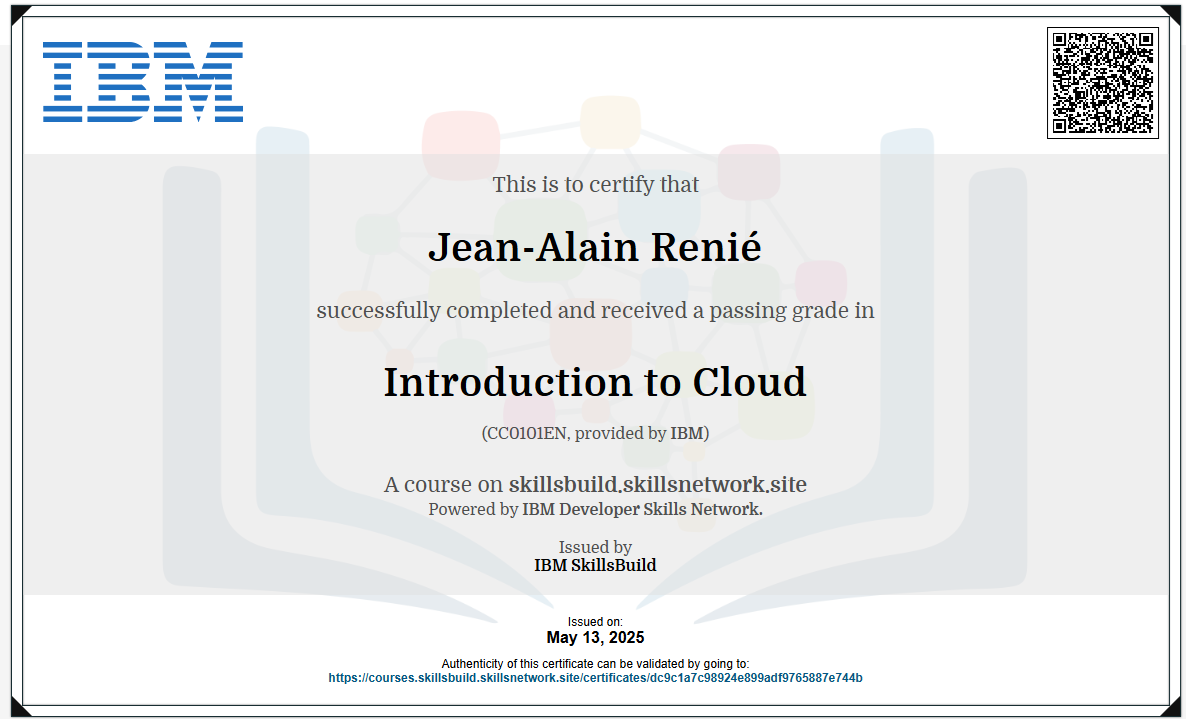 IBM
This is to certify that
Jean-Alain Renié
successfully completed and received a passing grade in
Introduction to Cloud
(CC0101EN, provided by IBM)
A course on skillsbuild.skillsnetwork.site
Powered by IBM Developer Skills Network.
Issued by
IBM SkillsBuild
Issued on:
May 13, 2025
Authenticity of this certificate can be validated by going to:
https://courses.skillsbuild.skillsnetwork.site/certificates/dc9c1a7c98924e899adf9765887e744b